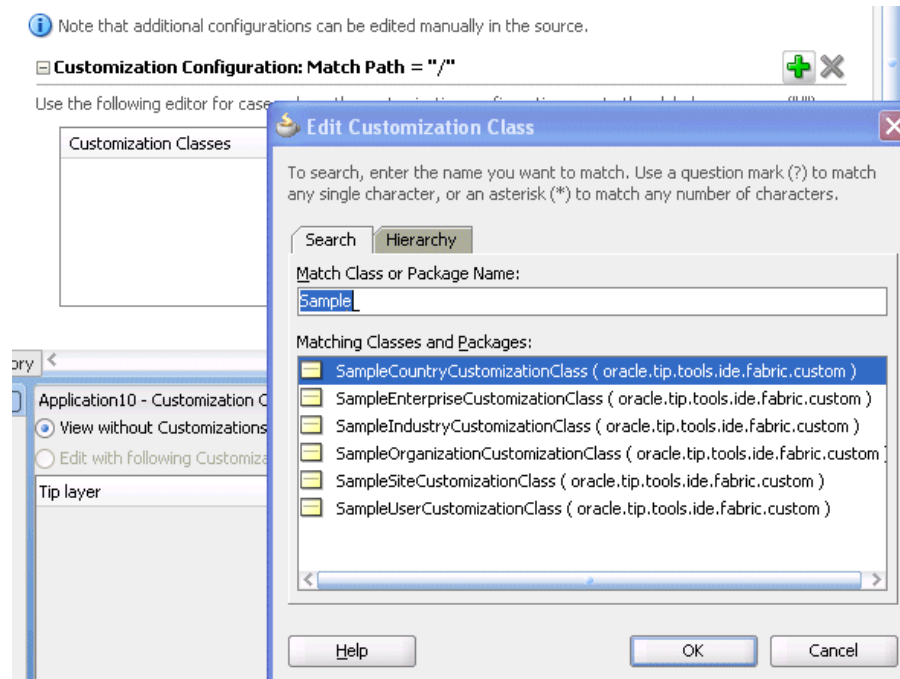 Note that additional configurations can be edited manually in the source.
Customization Configuration: Match Path = "/"
Use the following editor for case
Customization Classes
Edit Customization Class
To search, enter the name you want to match. Use a question mark (?) to match
any single character, or an asterisk (*) to match any number of characters.
Search Hierarchy
Match Class or Package Name:
Sample
Matching Classes and Packages:
SampleCountryCustomizationClass ( oracle.tip.tools.ide.fabric.custom )
SampleEnterpriseCustomizationClass ( oracle.tip.tools.ide.fabric.custom )
SampleIndustryCustomizationClass ( oracle.tip.tools.ide.fabric.custom )
SampleOrganizationCustomizationClass ( oracle.tip.tools.ide.fabric.custom )
SampleSiteCustomizationClass ( oracle.tip.tools.ide.fabric.custom )
SampleUserCustomizationClass ( oracle.tip.tools.ide.fabric.custom )
ory
Application10 - Customization C
View without Customizations
Edit with following Customiza
Tip layer
Help OK Cancel